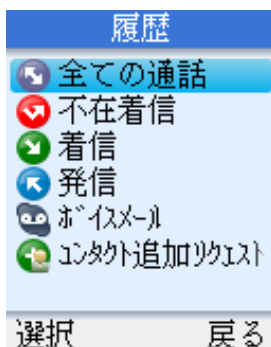 履歴
全ての通話
不在着信
着信
発信
ﾎﾞｲｽﾒｰﾙ
ｺﾝﾀｸﾄ追加ﾘｸｴｽﾄ
選択 戻る